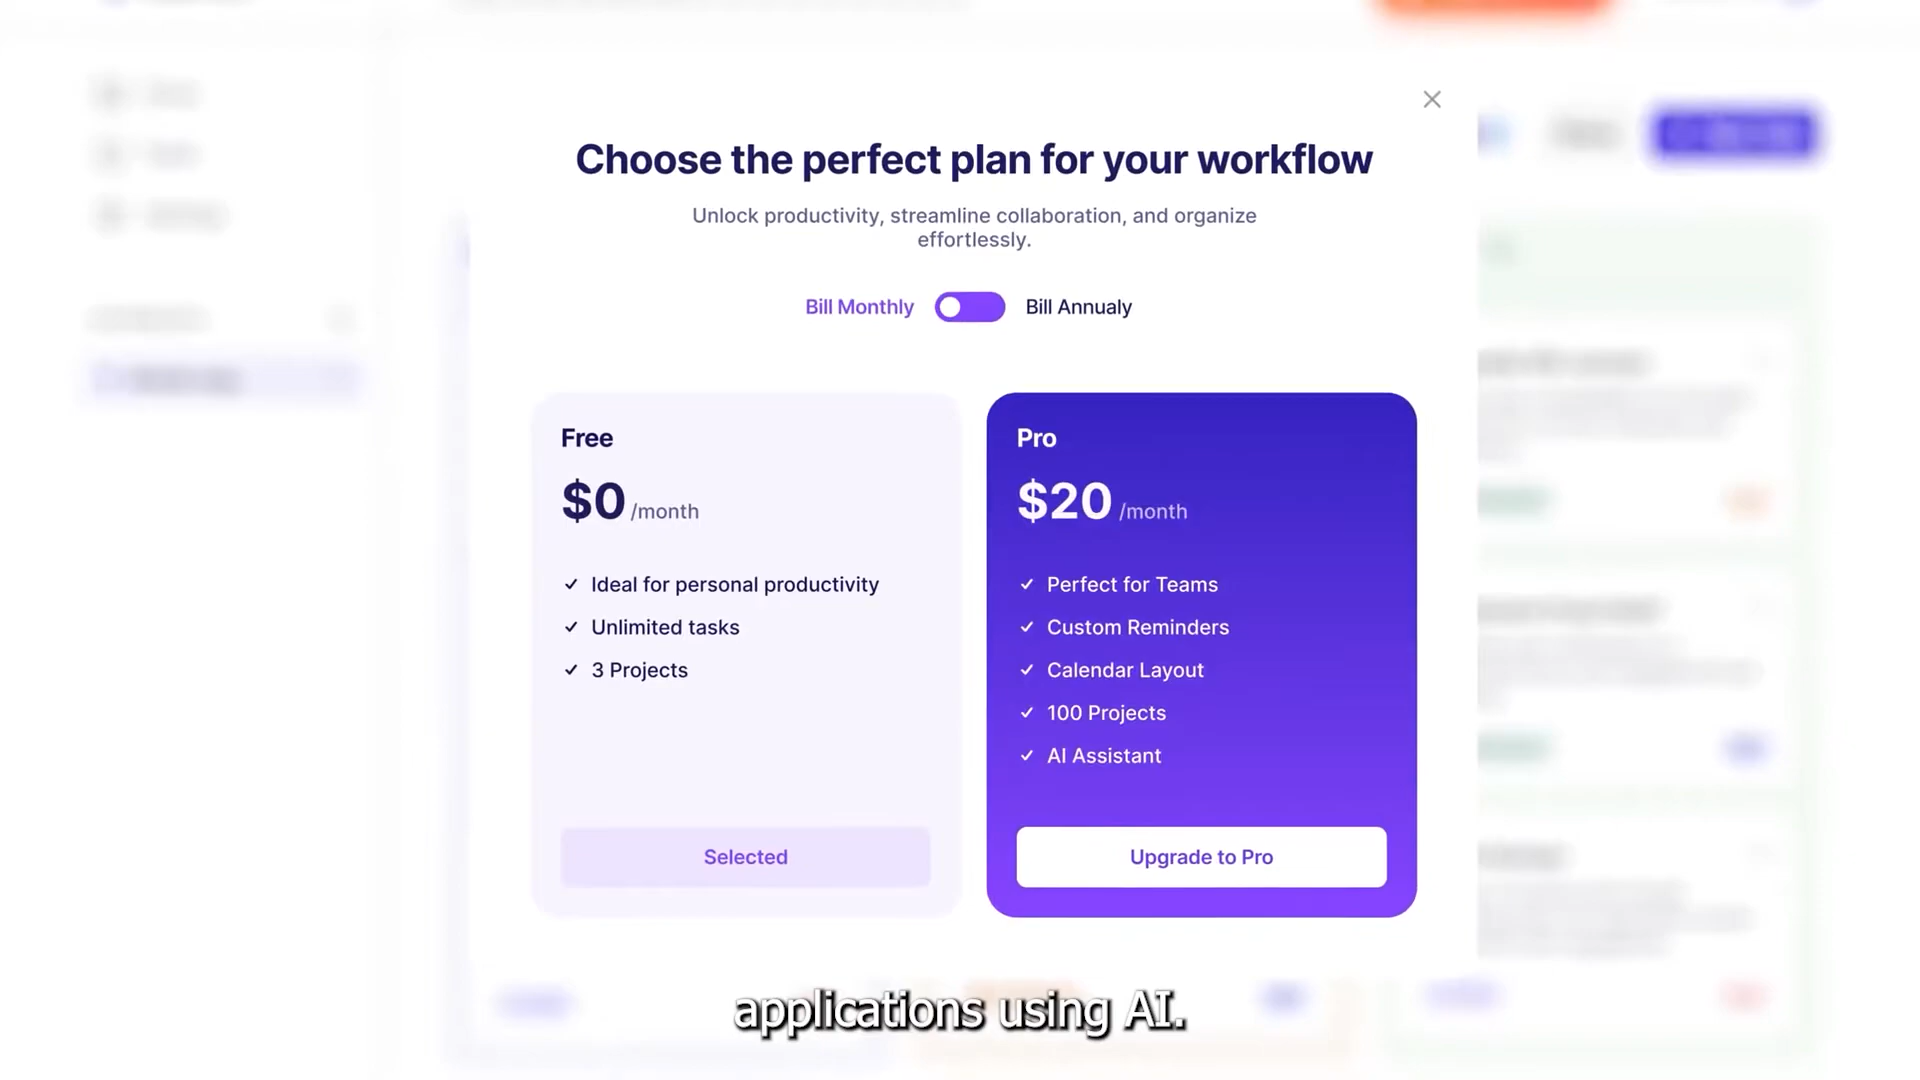 Choose the perfect plan for your workflow
Unlock productivity, streamline collaboration, and organize
effortlessly.
Bill Monthly
Bill Annualy
Free
$0 /month
Ideal for personal productivity
Unlimited tasks
3 Projects
Selected
Pro
$20 /month
Perfect for Teams
Custom Reminders
Calendar Layout
100 Projects
AI Assistant
Upgrade to Pro
applications using AI.